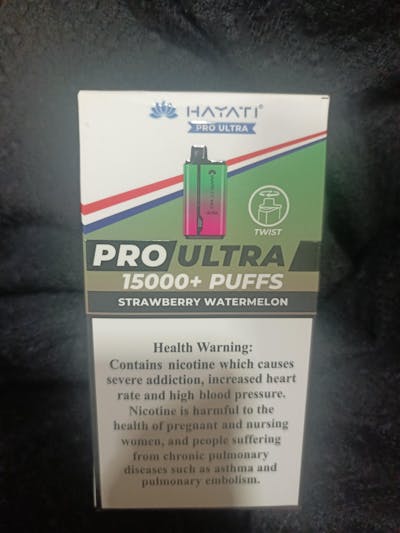 HAYATI
PRO ULTRA
TWIST
PRO ULTRA
15000+ PUFFS
STRAWBERRY WATERMELON
Health Warning:
Contains nicotine which causes
severe addiction, increased heart
rate and high blood pressure.
Nicotine is harmful to the
health of pregnant and nursing
women, and people suffering
from chronic pulmonary
diseases such as asthma and
pulmonary embolism.